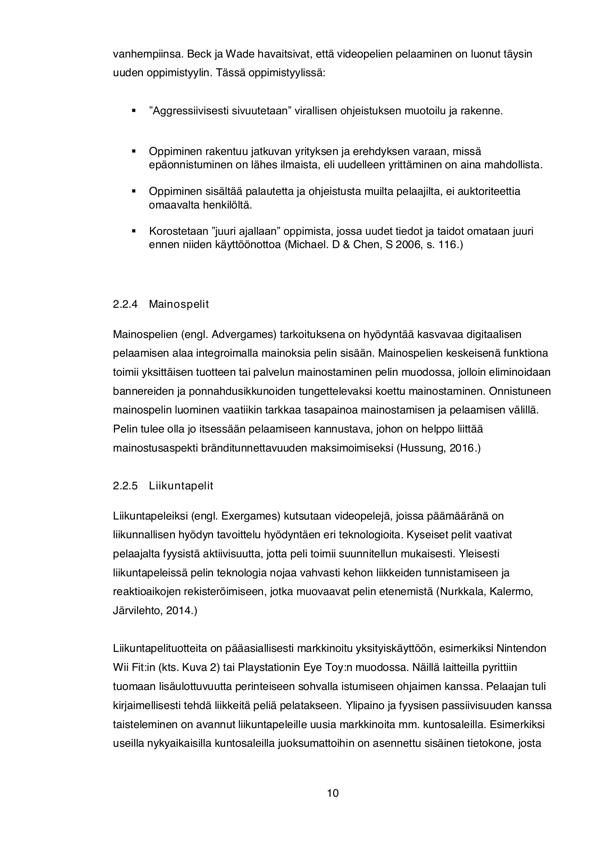 vanhempiinsa. Beck ja Wade havaitsivat, että videopelien pelaaminen on luonut täysin
uuden oppimistyylin. Tässä oppimistyylissä:
▪ ”Aggressiivisesti sivuutetaan” virallisen ohjeistuksen muotoilu ja rakenne.
▪ Oppiminen rakentuu jatkuvan yrityksen ja erehdyksen varaan, missä
epäonnistuminen on lähes ilmaista, eli uudelleen yrittäminen on aina mahdollista.
▪ Oppiminen sisältää palautetta ja ohjeistusta muilta pelaajilta, ei auktoriteettia
omaavalta henkilöltä.
▪ Korostetaan ”juuri ajallaan” oppimista, jossa uudet tiedot ja taidot omataan juuri
ennen niiden käyttöönottoa (Michael. D & Chen, S 2006, s. 116.)
2.2.4 Mainospelit
Mainospelien (engl. Advergames) tarkoituksena on hyödyntää kasvavaa digitaalisen
pelaamisen alaa integroimalla mainoksia pelin sisään. Mainospelien keskeisenä funktiona
toimii yksittäisen tuotteen tai palvelun mainostaminen pelin muodossa, jolloin eliminoidaan
bannereiden ja ponnahdusikkunoiden tungettelevaksi koettu mainostaminen. Onnistuneen
mainospelin luominen vaatiikin tarkkaa tasapainoa mainostamisen ja pelaamisen välillä.
Pelin tulee olla jo itsessään pelaamiseen kannustava, johon on helppo liittää
mainostusaspekti bränditunnettavuuden maksimoimiseksi (Hussung, 2016.)
2.2.5 Liikuntapelit
Liikuntapeleiksi (engl. Exergames) kutsutaan videopelejä, joissa päämääränä on
liikunnallisen hyödyn tavoittelu hyödyntäen eri teknologioita. Kyseiset pelit vaativat
pelaajalta fyysistä aktiivisuutta, jotta peli toimii suunnitellun mukaisesti. Yleisesti
liikuntapeleissä pelin teknologia nojaa vahvasti kehon liikkeiden tunnistamiseen ja
reaktioaikojen rekisteröimiseen, jotka muovaavat pelin etenemistä (Nurkkala, Kalermo,
Järvilehto, 2014.)
Liikuntapelituotteita on pääasiallisesti markkinoitu yksityiskäyttöön, esimerkiksi Nintendon
Wii Fit:in (kts. Kuva 2) tai Playstationin Eye Toy:n muodossa. Näillä laitteilla pyrittiin
tuomaan lisäulottuvuutta perinteiseen sohvalla istumiseen ohjaimen kanssa. Pelaajan tuli
kirjaimellisesti tehdä liikkeitä peliä pelatakseen. Ylipaino ja fyysisen passiivisuuden kanssa
taisteleminen on avannut liikuntapeleille uusia markkinoita mm. kuntosaleilla. Esimerkiksi
useilla nykyaikaisilla kuntosaleilla juoksumattoihin on asennettu sisäinen tietokone, josta
10